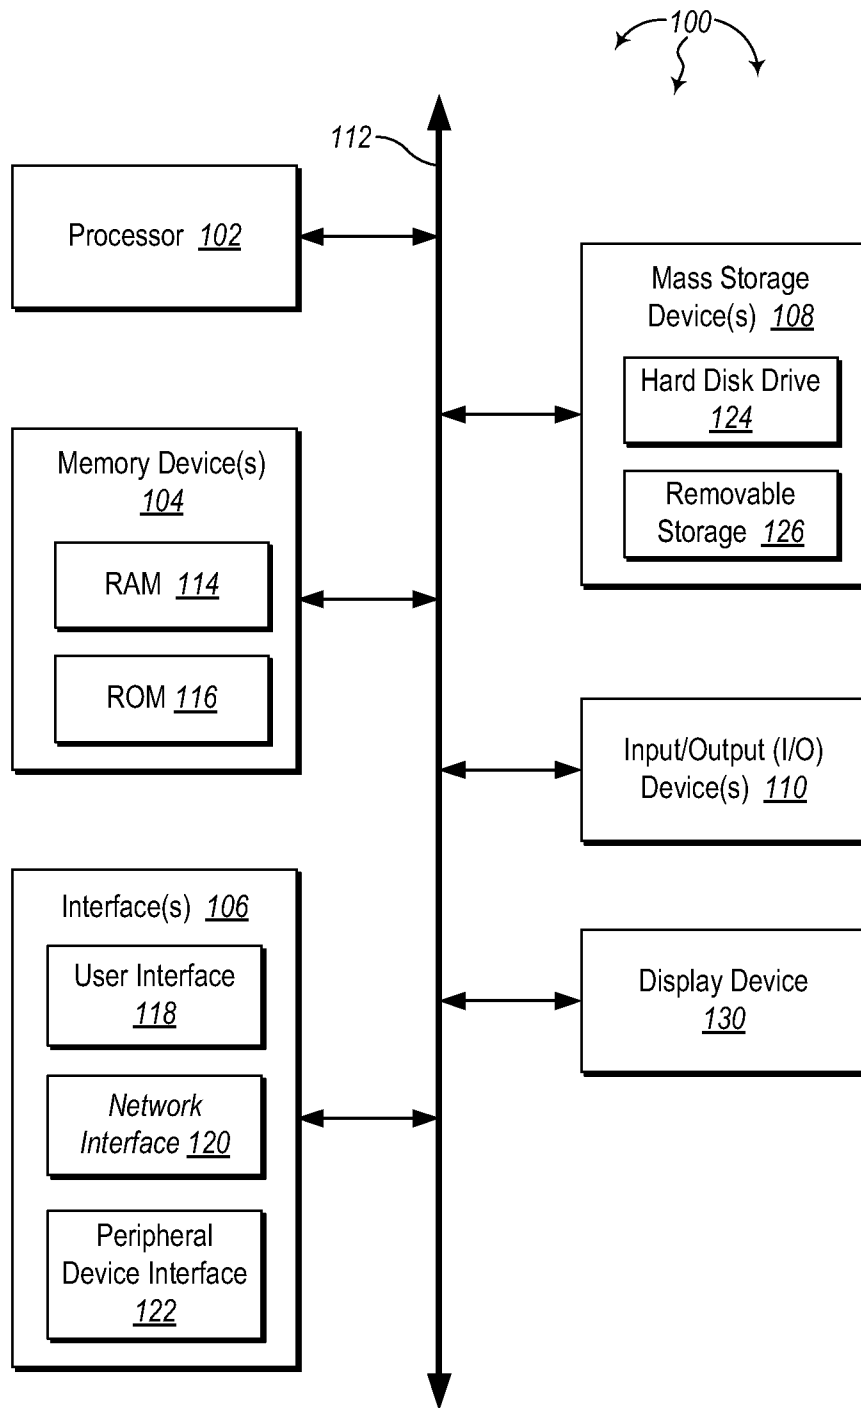 100
112
Processor 102
Mass Storage
Device(s) 108
Hard Disk Drive
124
Removable
Storage 126
Memory Device(s)
104
RAM 114
ROM 116
Input/Output (I/O)
Device(s) 110
Interface(s) 106
User Interface
118
Network
Interface 120
Peripheral
Device Interface
122
Display Device
130